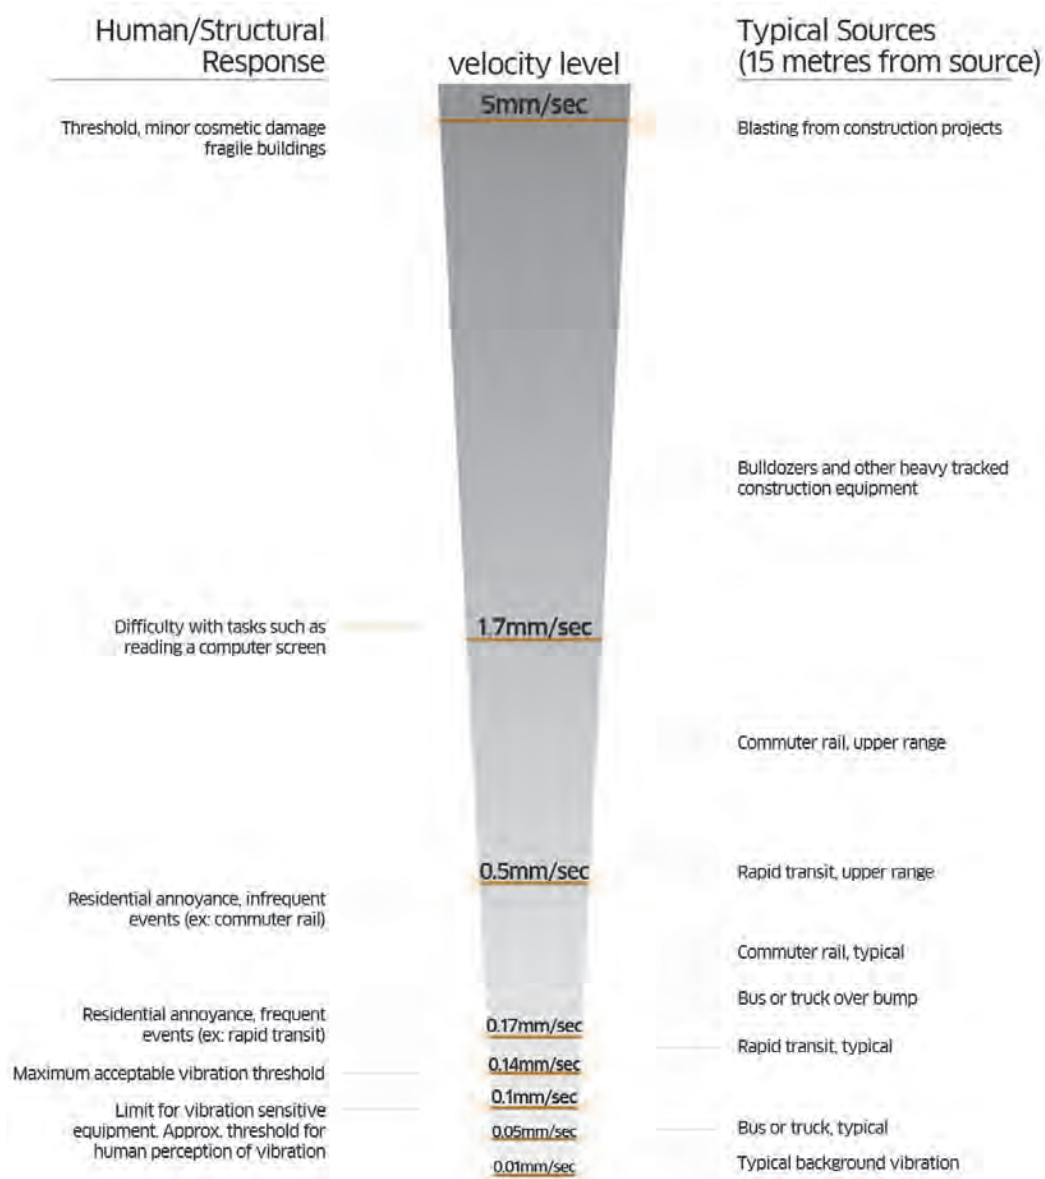 Human/Structural
Response
velocity level
Typical Sources
(15 metres from source)
5mm/sec
Threshold, minor cosmetic damage
fragile buildings
Blasting from construction projects
Bulldozers and other heavy tracked
construction equipment
Difficulty with tasks such as
reading a computer screen
1.7mm/sec
Commuter rail, upper range
0.5mm/sec
Rapid transit, upper range
Residential annoyance, infrequent
events (ex: commuter rail)
Commuter rail, typical
Bus or truck over bump
Residential annoyance, frequent
events (ex: rapid transit)
0.17mm/sec
Rapid transit, typical
Maximum acceptable vibration threshold
0.14mm/sec
0.1mm/sec
Limit for vibration sensitive
equipment. Approx. threshold for
human perception of vibration
0.05mm/sec
Bus or truck, typical
0.01mm/sec
Typical background vibration